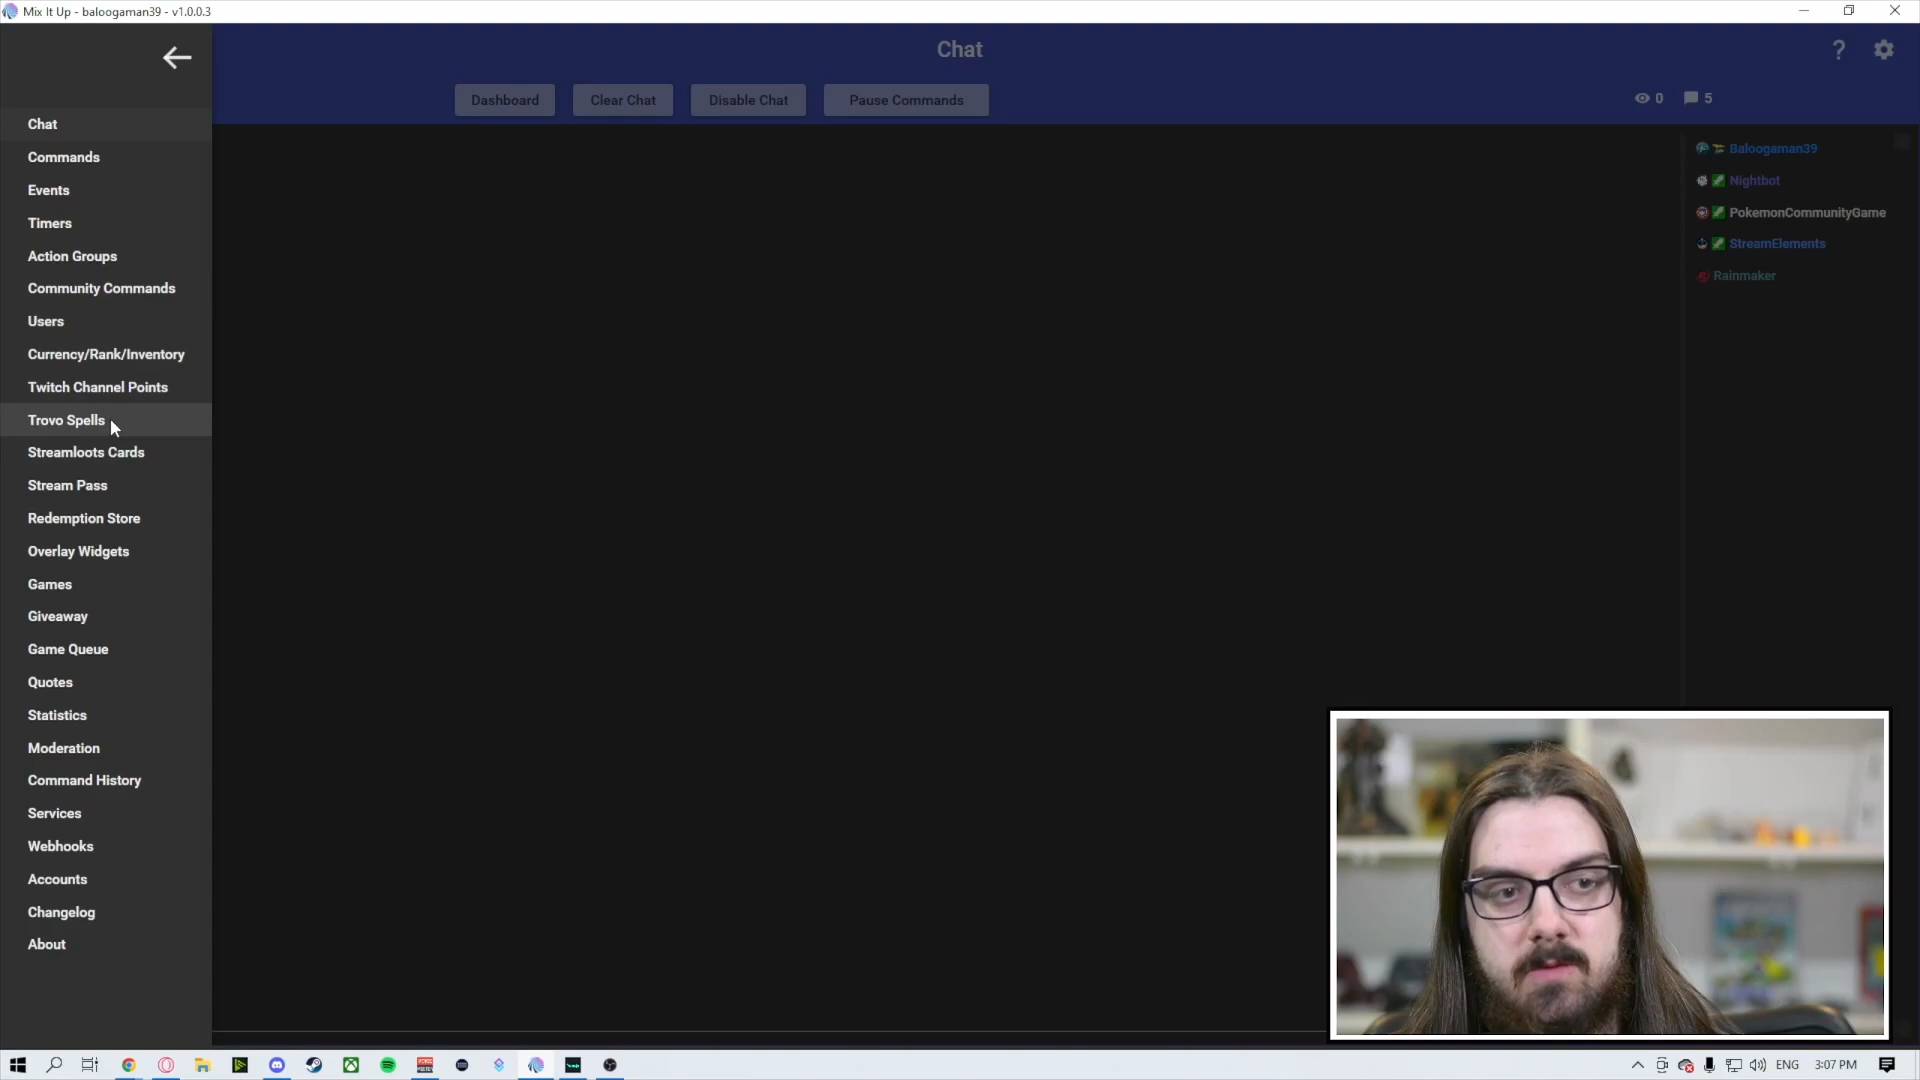 Mix It Up - baloogaman39 - v1.0.0.3
Chat
Dashboard
Clear Chat
Disable Chat
Pause Commands
0
5
Chat
Commands
Events
Timers
Action Groups
Community Commands
Users
Currency/Rank/Inventory
Twitch Channel Points
Trovo Spells
Streamloots Cards
Stream Pass
Redemption Store
Overlay Widgets
Games
Giveaway
Game Queue
Quotes
Statistics
Moderation
Command History
Services
Webhooks
Accounts
Changelog
About
Baloogaman39
Nightbot
PokemonCommunityGame
StreamElements
Rainmaker
ENG
3:07 PM